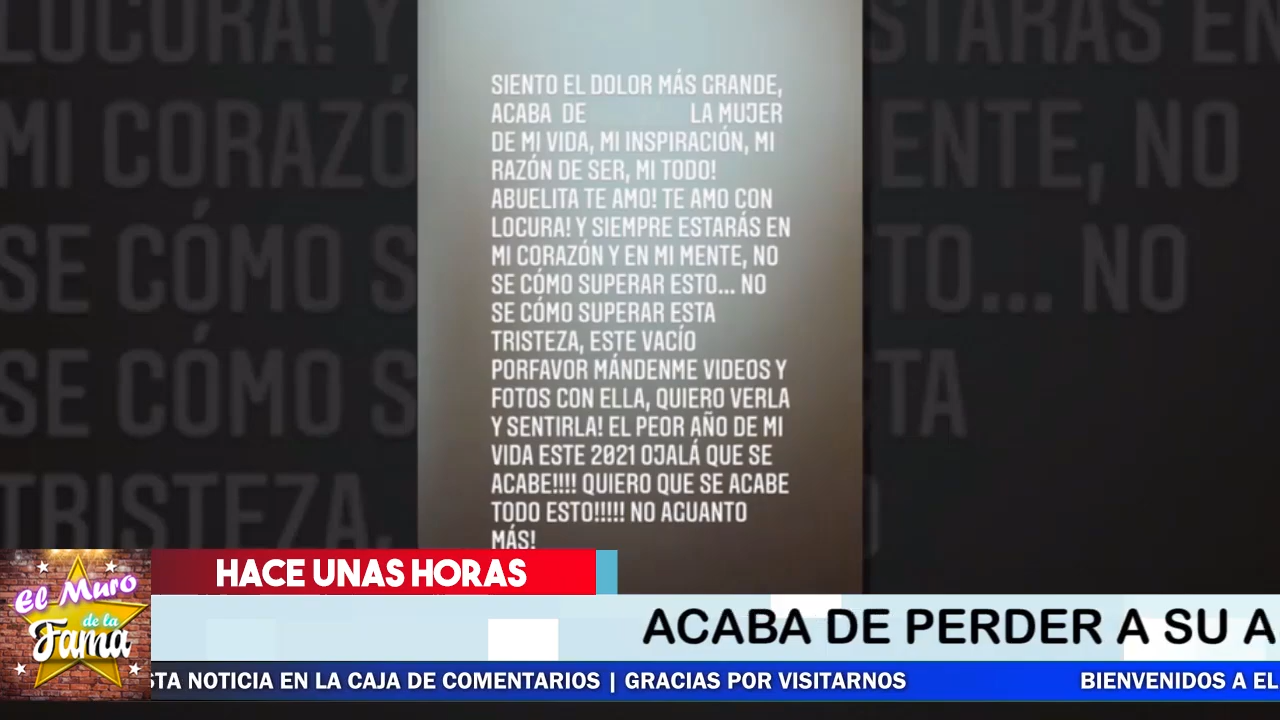 SIENTO EL DOLOR MÁS GRANDE,
ACABA DE LA MUJER
DE MI VIDA, MI INSPIRACIÓN, MI
RAZÓN DE SER, MI TODO!
ABUELITA TE AMO! TE AMO CON
LOCURA! Y SIEMPRE ESTARÁS EN
MI CORAZÓN Y EN MI MENTE, NO
SE CÓMO SUPERAR ESTO... NO
SE CÓMO SUPERAR ESTA
TRISTEZA, ESTE VACÍO
PORFAVOR MÁNDENME VIDEOS Y
FOTOS CON ELLA, QUIERO VERLA
Y SENTIRLA! EL PEOR AÑO DE MI
VIDA ESTE 2021 OJALÁ QUE SE
ACABE!!!! QUIERO QUE SE ACABE
TODO ESTO!!!!! NO AGUANTO
MÁS!
HACE UNAS HORAS
El Muro
de la
Fama
ACABA DE PERDER A SU A
STA NOTICIA EN LA CAJA DE COMENTARIOS | GRACIAS POR VISITARNOS BIENVENIDOS A EL